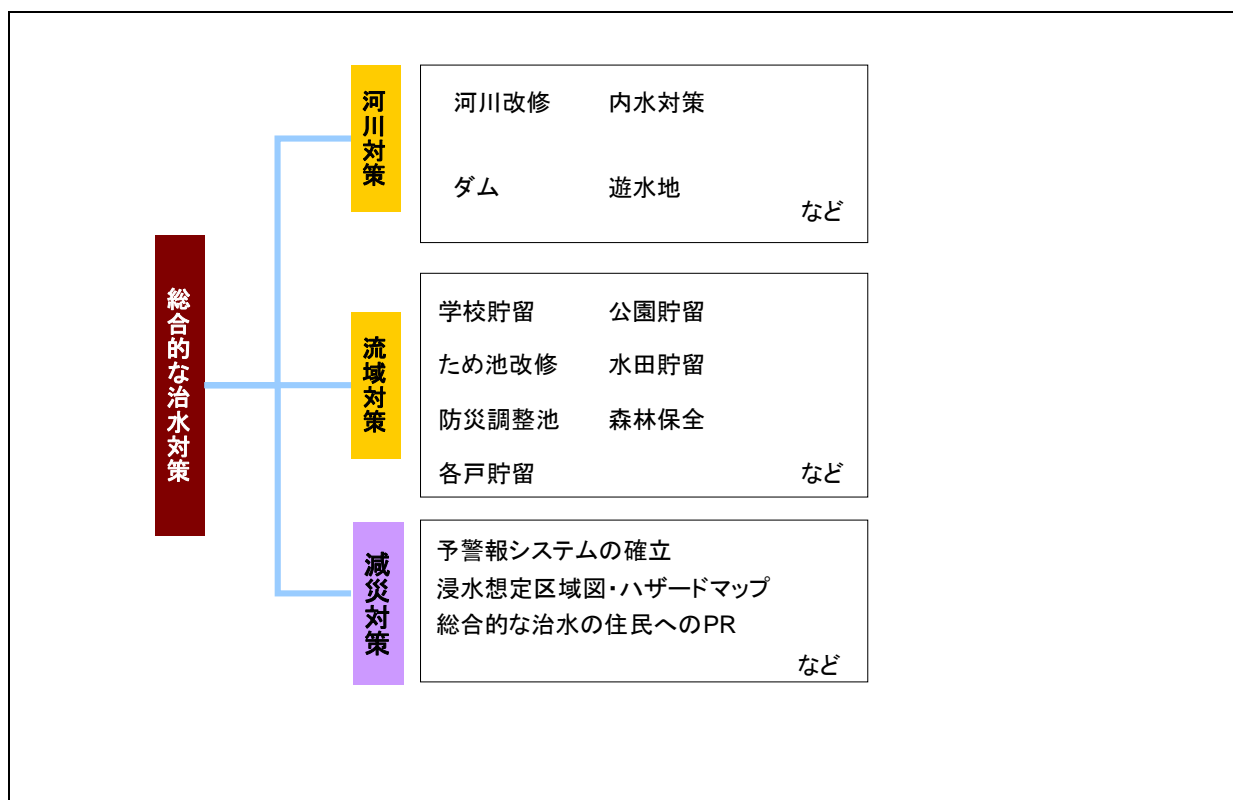 総合的な治水対策
河川対策
河川改修 内水対策
ダム 遊水地
など
流域対策
学校貯留 公園貯留
ため池改修 水田貯留
防災調整池 森林保全
各戸貯留 など
減災対策
予警報システムの確立
浸水想定区域図・ハザードマップ
総合的な治水の住民へのPR
など